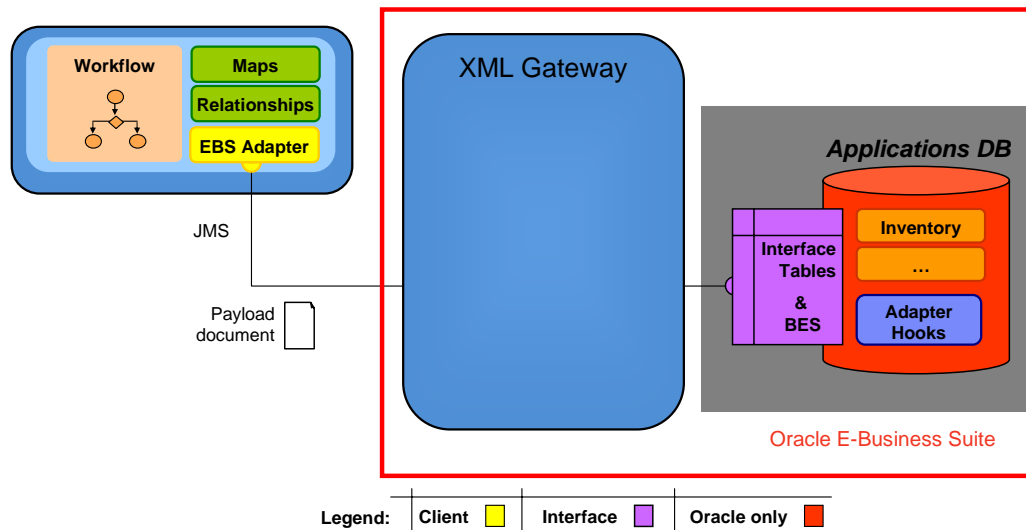 Workflow
Maps
Relationships
EBS Adapter
JMS
Payload
document
XML Gateway
Applications DB
Interface
Tables
&
BES
Inventory
…
Adapter
Hooks
Oracle E-Business Suite
Legend: Client Interface Oracle only